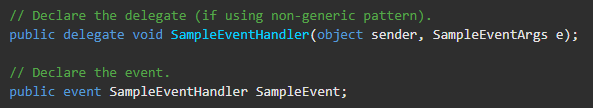 // Declare the delegate (if using non-generic pattern).
public delegate void SampleEventHandler(object sender, SampleEventArgs e);
// Declare the event.
public event SampleEventHandler SampleEvent;